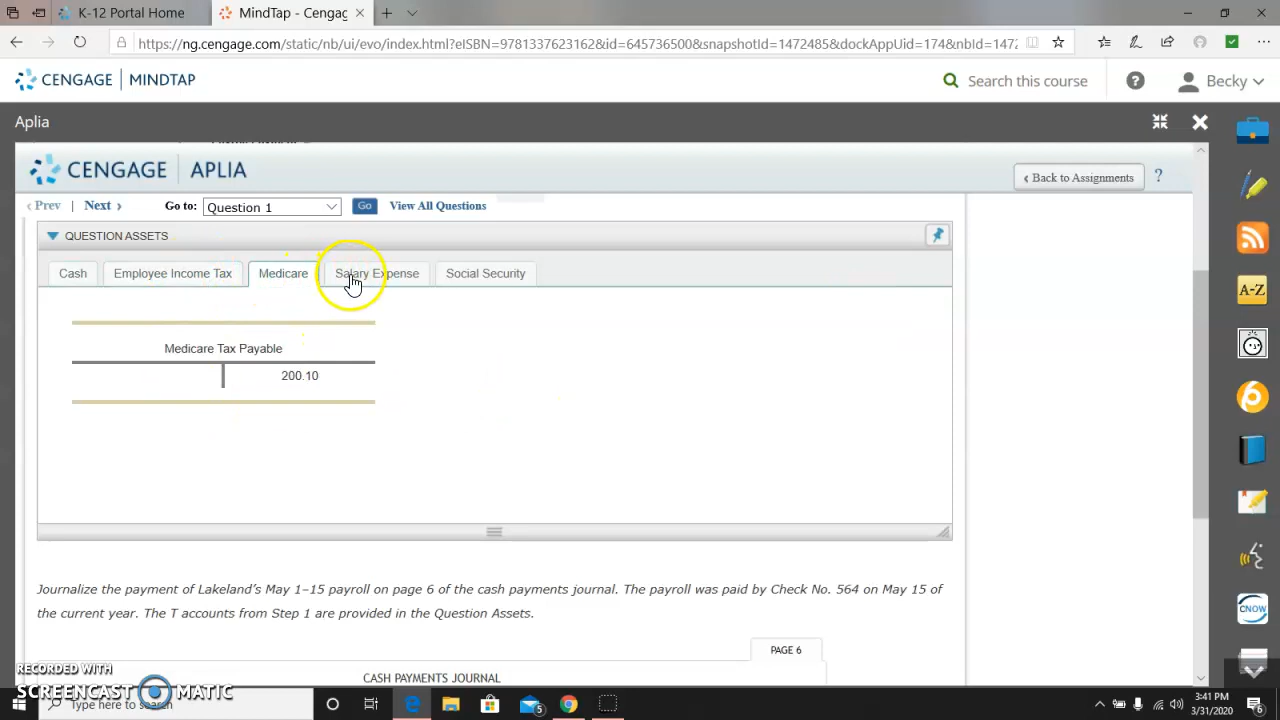 K-12 Portal Home
MindTap - Cengag
https://ng.cengage.com/static/nb/ui/evo/index.html?eISBN=9781337623162&id=645736500&snapshotId=1472485&dockAppUid=174&nbId=1472
CENGAGE | MINDTAP
Search this course
? Becky
Aplia
CENGAGE | APLIA
‹ Back to Assignments ?
‹ Prev | Next › Go to: Question 1 Go View All Questions
QUESTION ASSETS
Cash Employee Income Tax Medicare Salary Expense Social Security
Medicare Tax Payable
200.10
Journalize the payment of Lakeland's May 1–15 payroll on page 6 of the cash payments journal. The payroll was paid by Check No. 564 on May 15 of
the current year. The T accounts from Step 1 are provided in the Question Assets.
PAGE 6
CASH PAYMENTS JOURNAL
A-Z
CNOW
RECORDED WITH
SCREENCAST MATIC
Type here to search
5
3:41 PM
3/31/2020
6